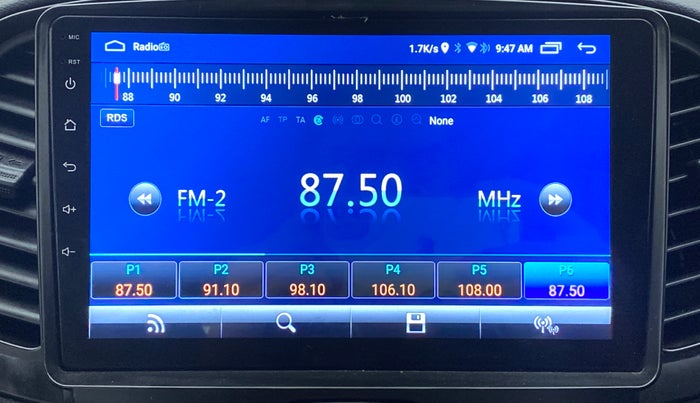 MIC
RST
Radio
1.7K/s 9:47 AM
88 90 92 94 96 98 100 102 104 106 108
RDS AF TP TA None
FM-2 87.50 MHz
P1 P2 P3 P4 P5 P6
87.50 91.10 98.10 106.10 108.00 87.50